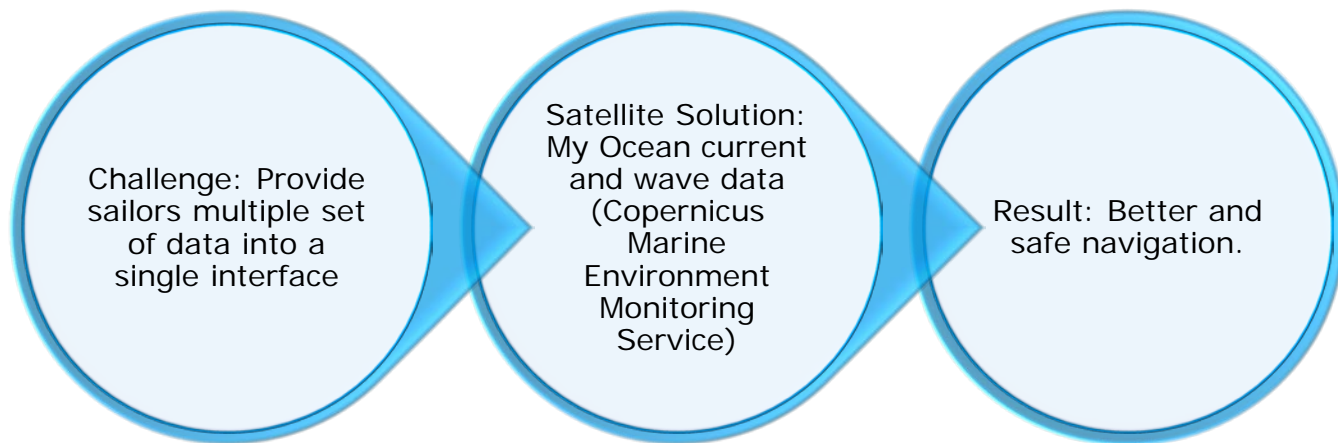 Challenge: Provide
sailors multiple set
of data into a
single interface
Satellite Solution:
My Ocean current
and wave data
(Copernicus
Marine
Environment
Monitoring
Service)
Result: Better and
safe navigation.